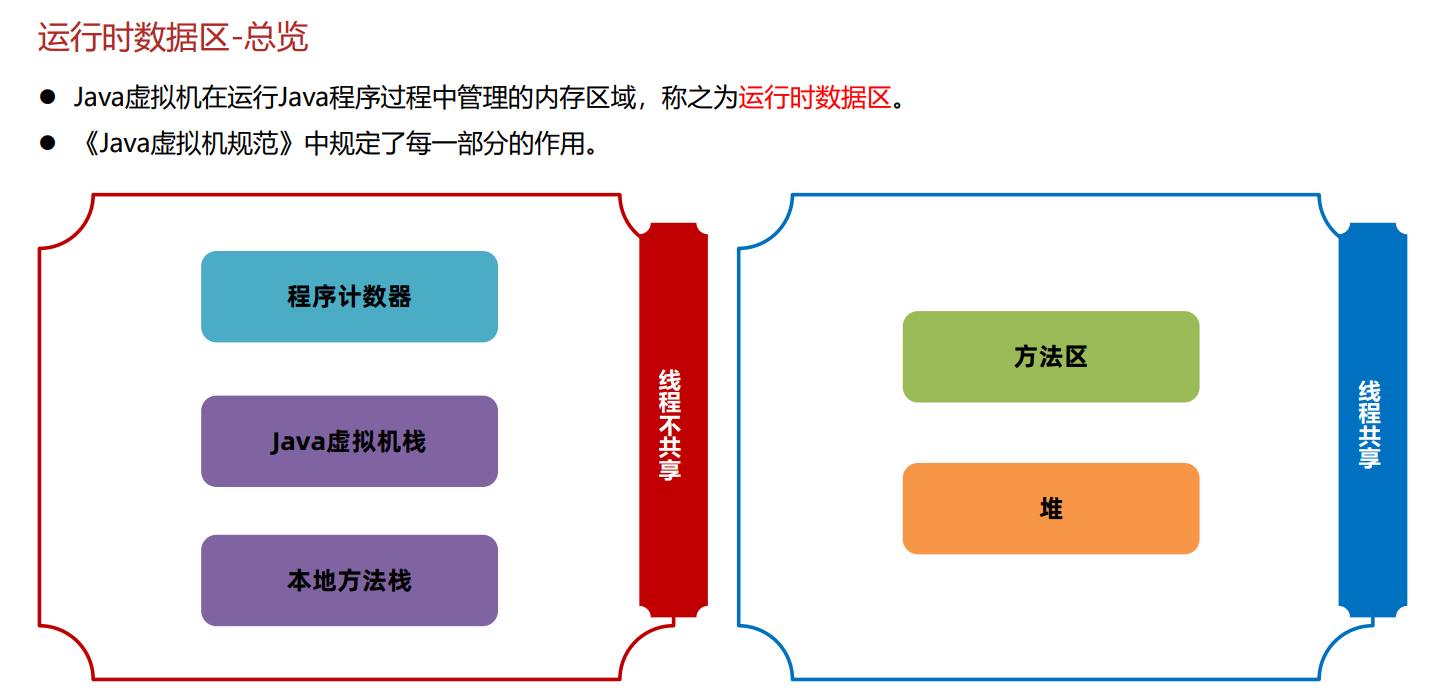 运行时数据区-总览
● Java虚拟机在运行Java程序过程中管理的内存区域，称之为运行时数据区。
● 《Java虚拟机规范》中规定了每一部分的作用。
程序计数器
Java虚拟机栈
本地方法栈
线程不共享
方法区
堆
线程共享